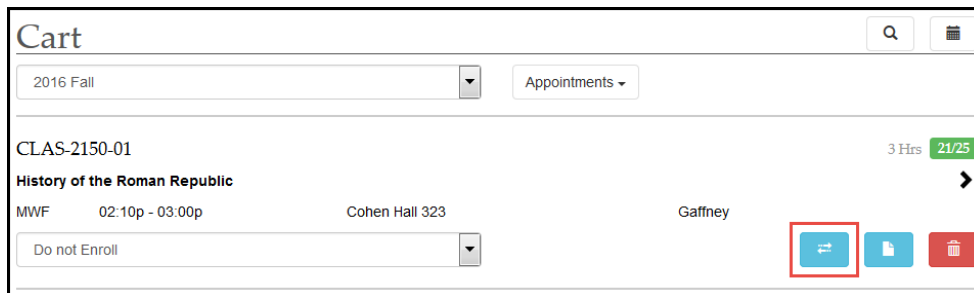 Cart
2016 Fall Appointments
CLAS-2150-01 3 Hrs 21/25
History of the Roman Republic
MWF 02:10p - 03:00p Cohen Hall 323 Gaffney
Do not Enroll